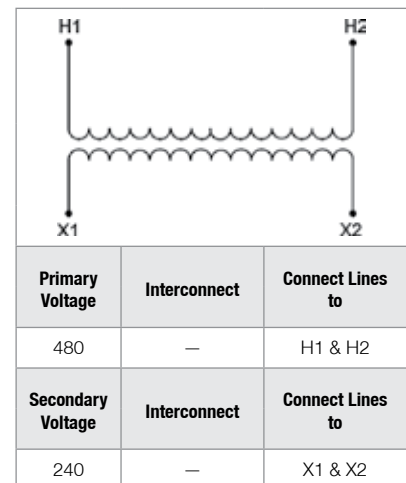 H1 H2
X1 X2
Primary Voltage Interconnect Connect Lines to
480 — H1 & H2
Secondary Voltage Interconnect Connect Lines to
240 — X1 & X2